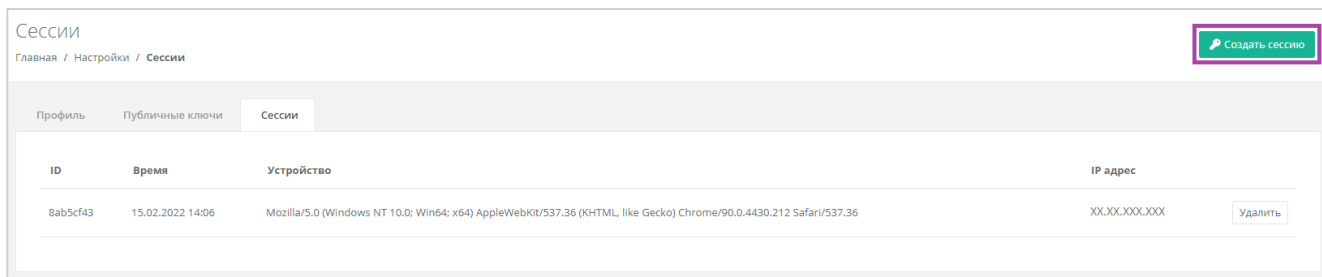 Сессии
Создать сессию
Главная / Настройки / Сессии
Профиль Публичные ключи Сессии
ID Время Устройство IP адрес
8ab5cf43 15.02.2022 14:06 Mozilla/5.0 (Windows NT 10.0; Win64; x64) AppleWebKit/537.36 (KHTML, like Gecko) Chrome/90.0.4430.212 Safari/537.36 XX.XX.XXX.XXX Удалить